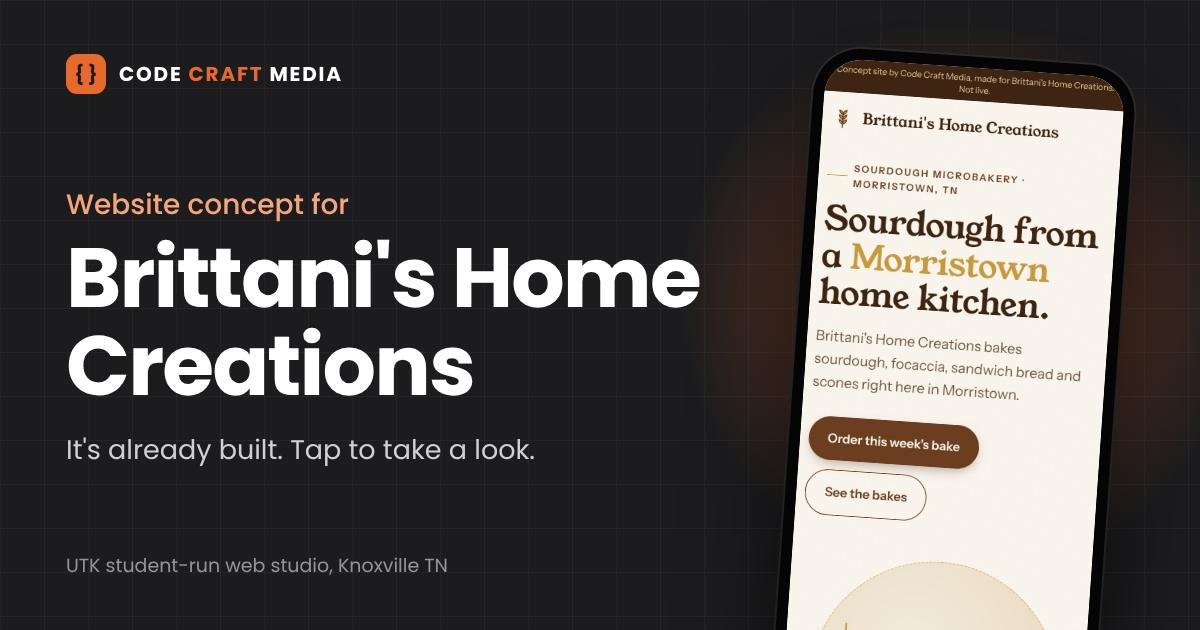 { }
CODE CRAFT MEDIA
Website concept for
Brittani's Home
Creations
It's already built. Tap to take a look.
UTK student-run web studio, Knoxville TN
Concept site by Code Craft Media, made for Brittani's Home Creations.
Not live.
Brittani's Home Creations
SOURDOUGH MICROBAKERY ·
MORRISTOWN, TN
Sourdough from
a Morristown
home kitchen.
Brittani's Home Creations bakes
sourdough, focaccia, sandwich bread and
scones right here in Morristown.
Order this week's bake
See the bakes